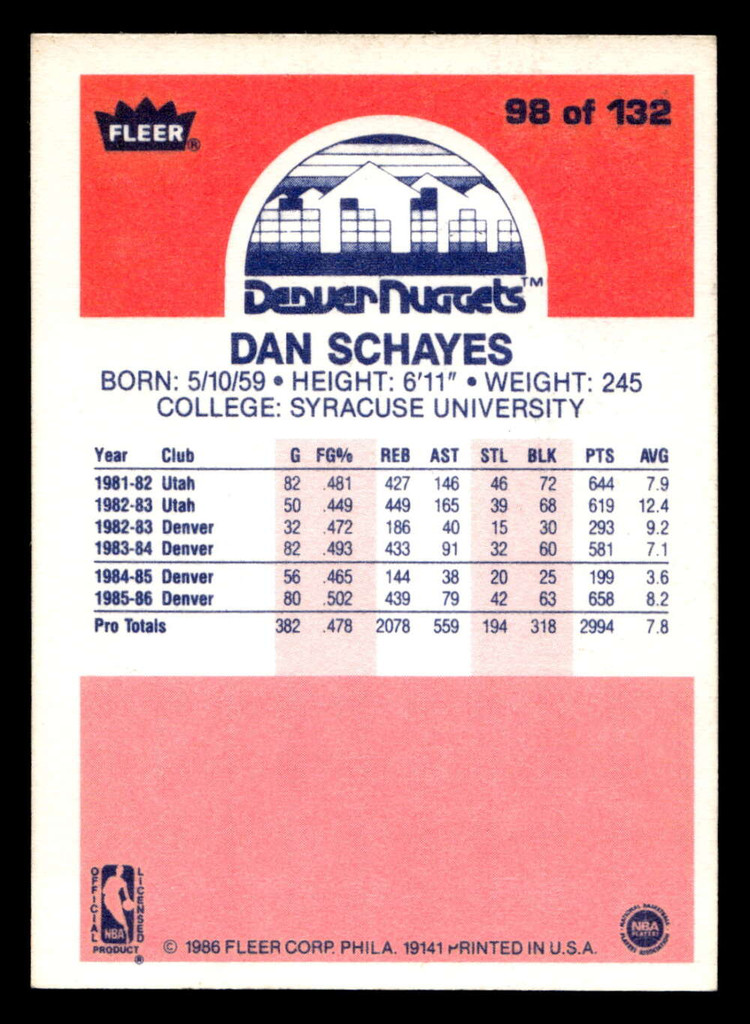 FLEER®
98 of 132
Denver Nuggets™
DAN SCHAYES
BORN: 5/10/59 • HEIGHT: 6'11" • WEIGHT: 245
COLLEGE: SYRACUSE UNIVERSITY
Year Club G FG% REB AST STL BLK PTS AVG
1981-82 Utah 82 .481 427 146 46 72 644 7.9
1982-83 Utah 50 .449 449 165 39 68 619 12.4
1982-83 Denver 32 .472 186 40 15 30 293 9.2
1983-84 Denver 82 .493 433 91 32 60 581 7.1
1984-85 Denver 56 .465 144 38 20 25 199 3.6
1985-86 Denver 80 .502 439 79 42 63 658 8.2
Pro Totals 382 .478 2078 559 194 318 2994 7.8
OFFICIAL LICENSED
NBA
PRODUCT ®
© 1986 FLEER CORP. PHILA. 19141 PRINTED IN U.S.A.
NATIONAL BASKETBALL
NBA
PLAYERS
PLAYERS ASSOCIATION